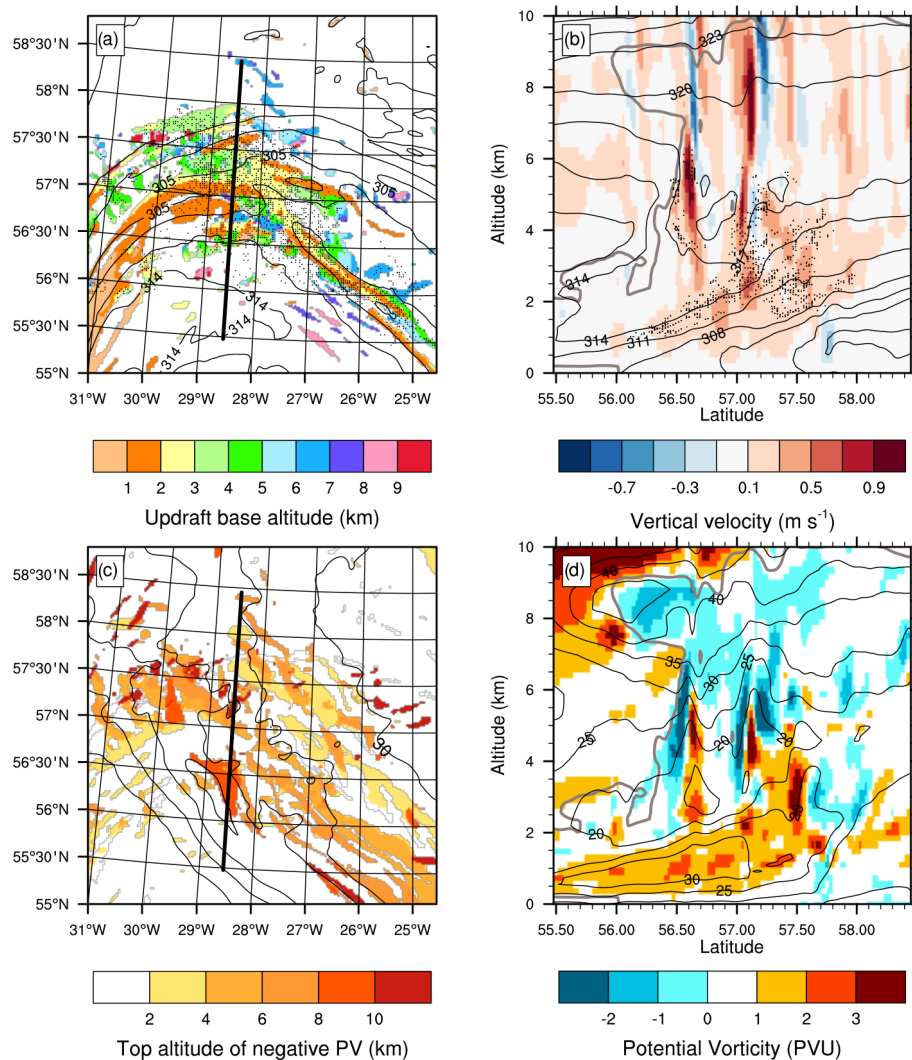 (a)
58°30' N
58°N
57°30' N
57°N
56°30' N
56°N
55°30' N
55°N
305
305
305
305
314
314
314
314
31°W
30°W
29°W
28°W
27°W
26°W
25°W
1 2 3 4 5 6 7 8 9
Updraft base altitude (km)
(b)
Altitude (km)
10
8
6
4
2
0
323
320
317
314
314
311
308
55.50 56.00 56.50 57.00 57.50 58.00
Latitude
-0.7 -0.3 0.1 0.5 0.9
Vertical velocity (m s⁻¹)
(c)
58°30' N
58°N
57°30' N
57°N
56°30' N
56°N
55°30' N
55°N
30
31°W
30°W
29°W
28°W
27°W
26°W
25°W
2 4 6 8 10
Top altitude of negative PV (km)
(d)
Altitude (km)
10
8
6
4
2
0
40
40
35
30
25
25
20
20
20
25
30
25
55.50 56.00 56.50 57.00 57.50 58.00
Latitude
-2 -1 0 1 2 3
Potential Vorticity (PVU)